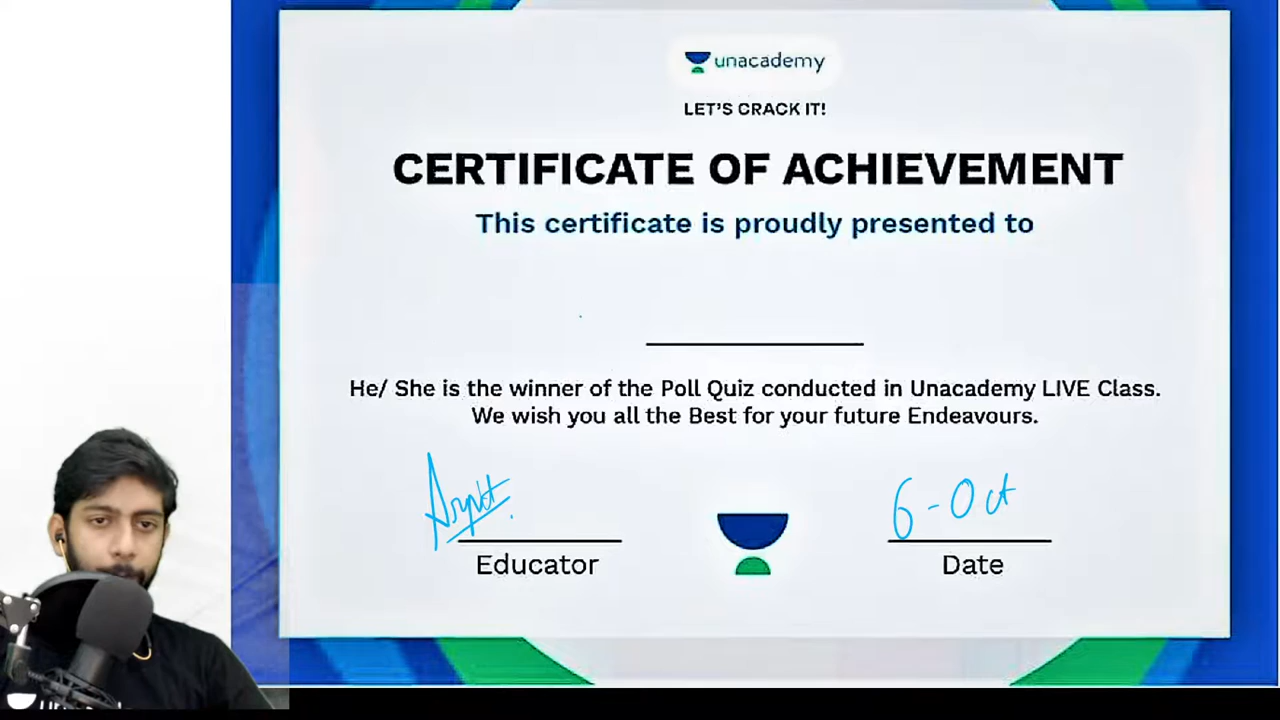 unacademy
LET'S CRACK IT!
CERTIFICATE OF ACHIEVEMENT
This certificate is proudly presented to
He/ She is the winner of the Poll Quiz conducted in Unacademy LIVE Class.
We wish you all the Best for your future Endeavours.
6-Oct
Educator
Date